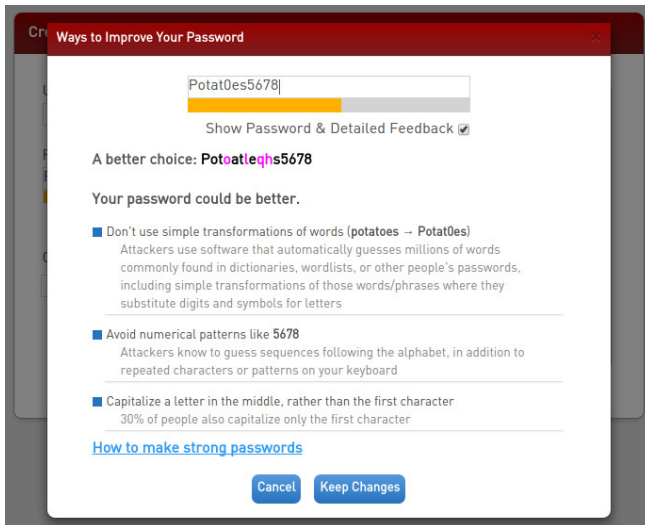 Cre
Ways to Improve Your Password
×
Potat0es5678
Show Password & Detailed Feedback
A better choice: Potoatleqhs5678
Your password could be better.
Don't use simple transformations of words (potatoes → Potat0es)
Attackers use software that automatically guesses millions of words
commonly found in dictionaries, wordlists, or other people's passwords,
including simple transformations of those words/phrases where they
substitute digits and symbols for letters
Avoid numerical patterns like 5678
Attackers know to guess sequences following the alphabet, in addition to
repeated characters or patterns on your keyboard
Capitalize a letter in the middle, rather than the first character
30% of people also capitalize only the first character
How to make strong passwords
Cancel
Keep Changes